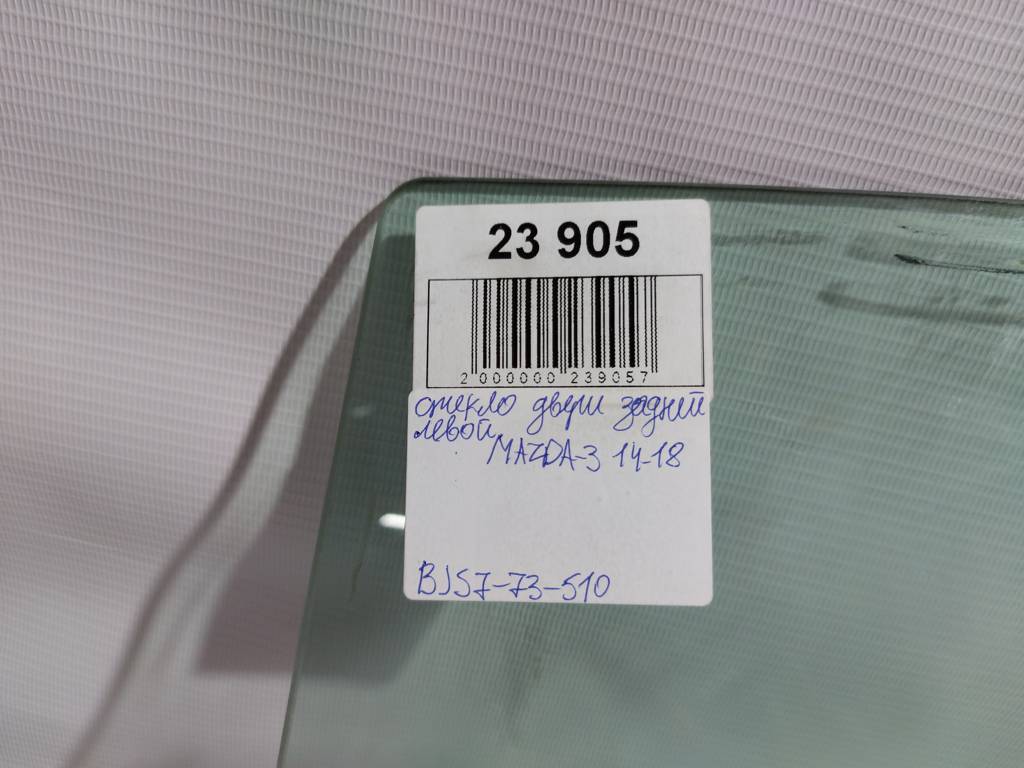 23 905
2 000000 239057
стекло двери задней
левой
MAZDA-3 14-18
BJS7-73-510